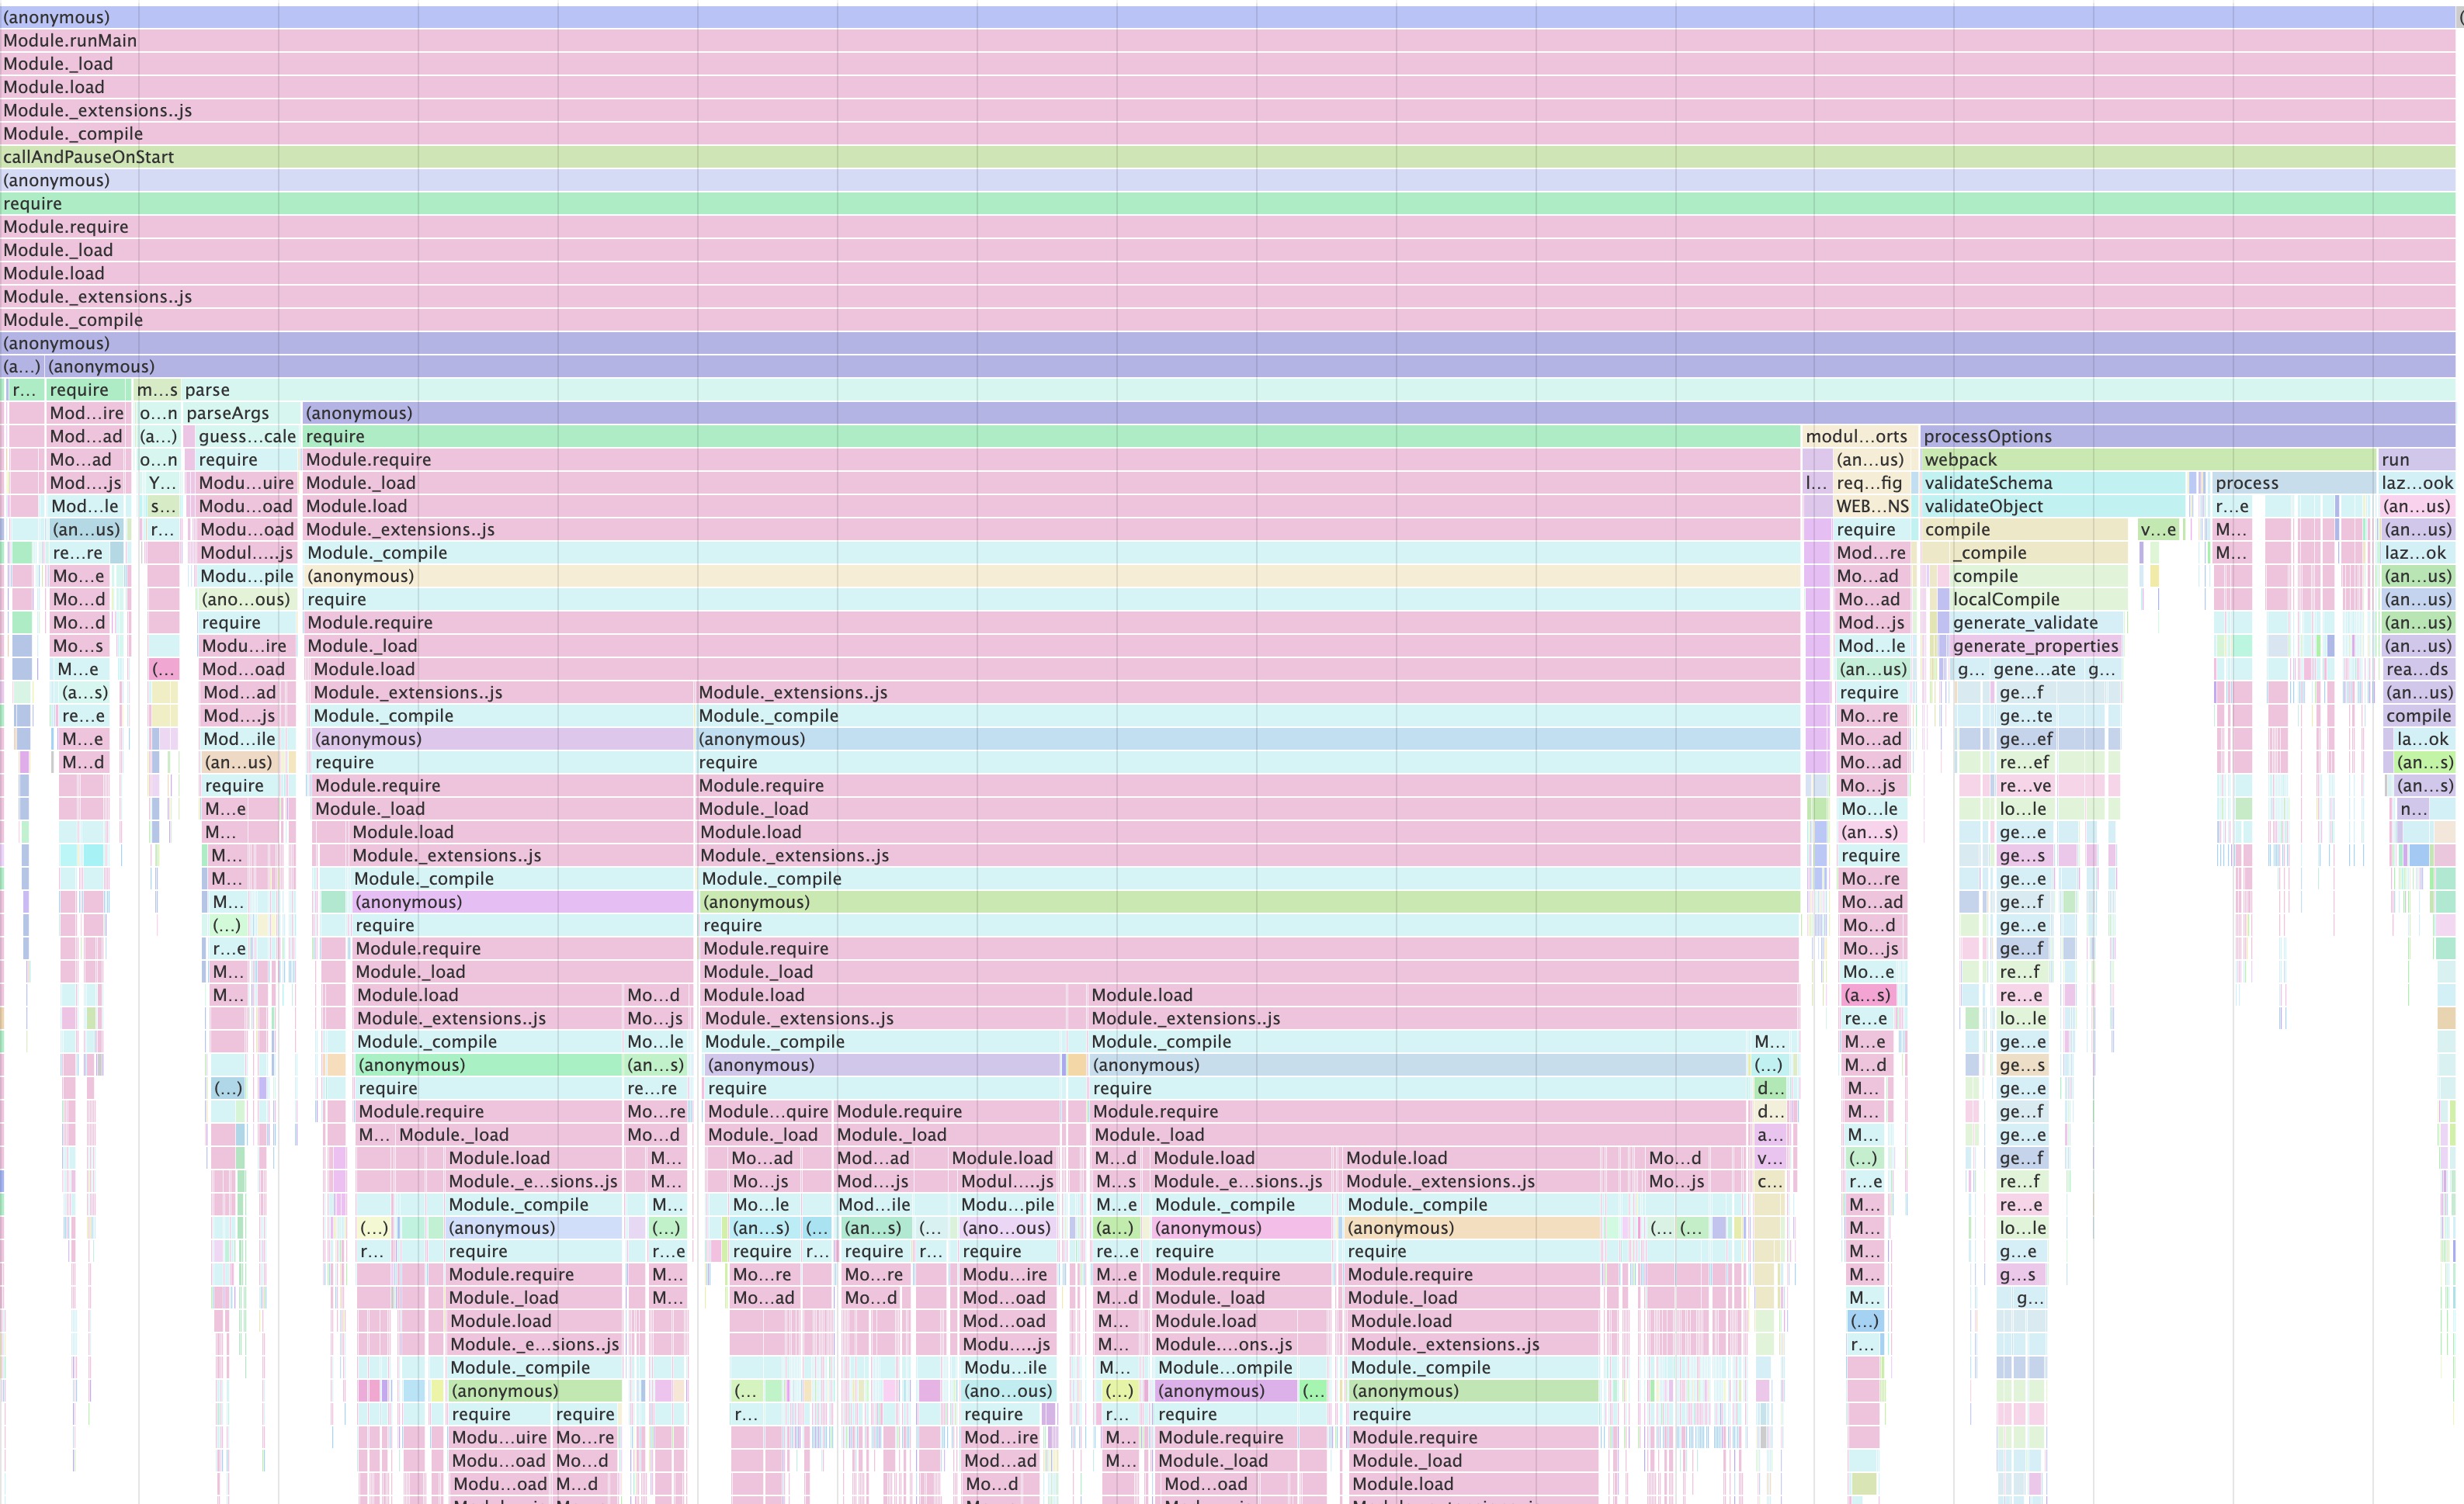 (anonymous) (
Module.runMain
Module._load
Module.load
Module._extensions..js
Module._compile
callAndPauseOnStart
(anonymous)
require
Module.require
Module._load
Module.load
Module._extensions..js
Module._compile
(anonymous)
(a...) (anonymous)
r... require m...s parse
Mod...ire o...n parseArgs (anonymous)
Mod...ad (a...) guess...cale require modul...orts processOptions
Mo...ad o...n require Module.require (an...us) webpack run
Mod....js Y... Modu...uire Module._load l... req...fig validateSchema process laz...ook
Mod...le s... Modu...oad Module.load WEB...NS validateObject r...e (an...us)
(an...us) r... Modu...oad Module._extensions..js require compile v...e M... (an...us)
re...re Modul.....js Module._compile Mod...re _compile M... laz...ok
Mo...e Modu...pile (anonymous) Mo...ad compile (an...us)
Mo...d (ano...ous) require Mo...ad localCompile (an...us)
Mo...d require Module.require Mod...js generate_validate (an...us)
Mo...s Modu...ire Module._load Mod...le generate_properties (an...us)
M...e (... Mod...oad Module.load (an...us) g... gene...ate g... rea...ds
(a...s) Mod...ad Module._extensions..js Module._extensions..js require ge...f (an...us)
re...e Mod....js Module._compile Module._compile Mo...re ge...te compile
M...e Mod...ile (anonymous) (anonymous) Mo...ad ge...ef la...ok
M...d (an...us) require require Mo...ad re...ef (an...s)
require Module.require Module.require Mo...js re...ve (an...s)
M...e Module._load Module._load Mo...le lo...le n...
M... Module.load Module.load (an...s) ge...e
M... Module._extensions..js Module._extensions..js require ge...s
M... Module._compile Module._compile Mo...re ge...e
M... (anonymous) (anonymous) Mo...ad ge...f
(...) require require Mo...d ge...e
r...e Module.require Module.require Mo...js ge...f
M... Module._load Module._load Mo...e re...f
M... Module.load Mo...d Module.load Module.load (a...s) re...e
Module._extensions..js Mo...js Module._extensions..js Module._extensions..js re...e lo...le
Module._compile Mo...le Module._compile Module._compile M... M...e ge...e
(anonymous) (an...s) (anonymous) (anonymous) (...) M...d ge...s
(...) require re...re require require d... M... ge...e
Module.require Mo...re Module...quire Module.require Module.require d... M... ge...f
M... Module._load Mo...d Module._load Module._load Module._load a... M... ge...e
Module.load M... Mo...ad Mod...ad Module.load M...d Module.load Module.load Mo...d v... (...) ge...f
Module._e...sions..js M... Mo...js Mod....js Modul.....js M...s Module._e...sions..js Module._extensions..js Mo...js c... r...e re...f
Module._compile M... Mo...le Mod...ile Modu...pile M...e Module._compile Module._compile M... re...e
(...) (anonymous) (...) (an...s) (... (an...s) (... (ano...ous) (a...) (anonymous) (anonymous) (... (... M... lo...le
r... require r...e require r... require r... require re...e require require M... g...e
Module.require M... Mo...re Mo...re Modu...ire M...e Module.require Module.require M... g...s
Module._load M... Mo...ad Mo...d Mod...oad M...d Module._load Module._load M... g...
Module.load Mod...oad M... Module.load Module.load (...)
Module._e...sions..js Modu.....js M... Module....ons..js Module._extensions..js r...
Module._compile Modu...ile M... Module...ompile Module._compile
(anonymous) (... (ano...ous) (...) (anonymous) (... (anonymous)
require require r... require r... require require
Modu...uire Mo...re Mod...ire M... Module.require Module.require
Modu...oad Mo...d Mod...ad M... Module._load Module._load
Modu...oad M...d Mo...d Mod...oad Module.load